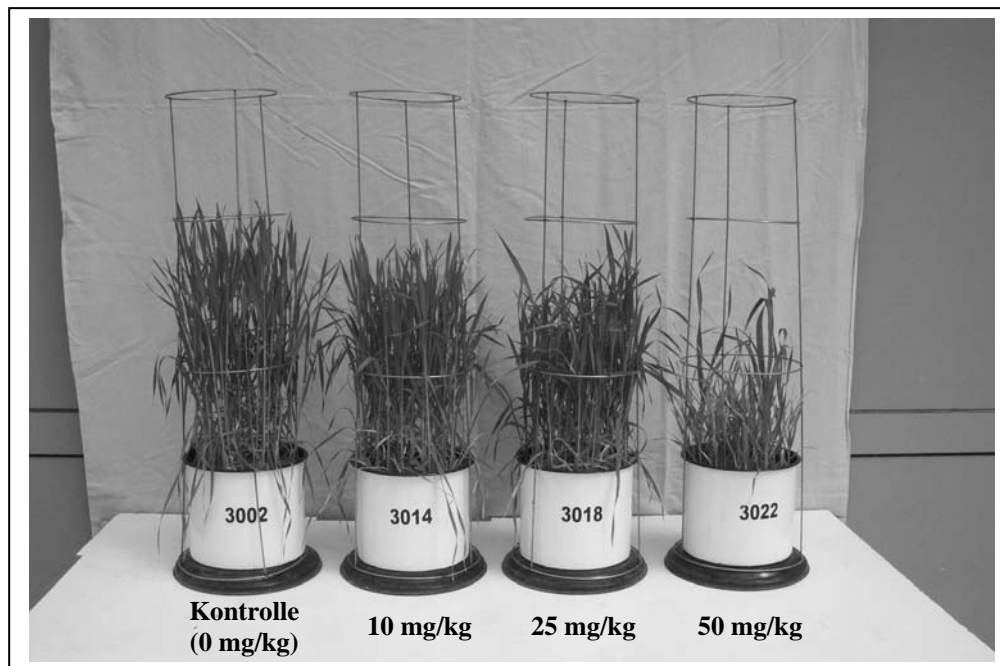 3002
3014
3018
3022
Kontrolle
(0 mg/kg)
10 mg/kg
25 mg/kg
50 mg/kg